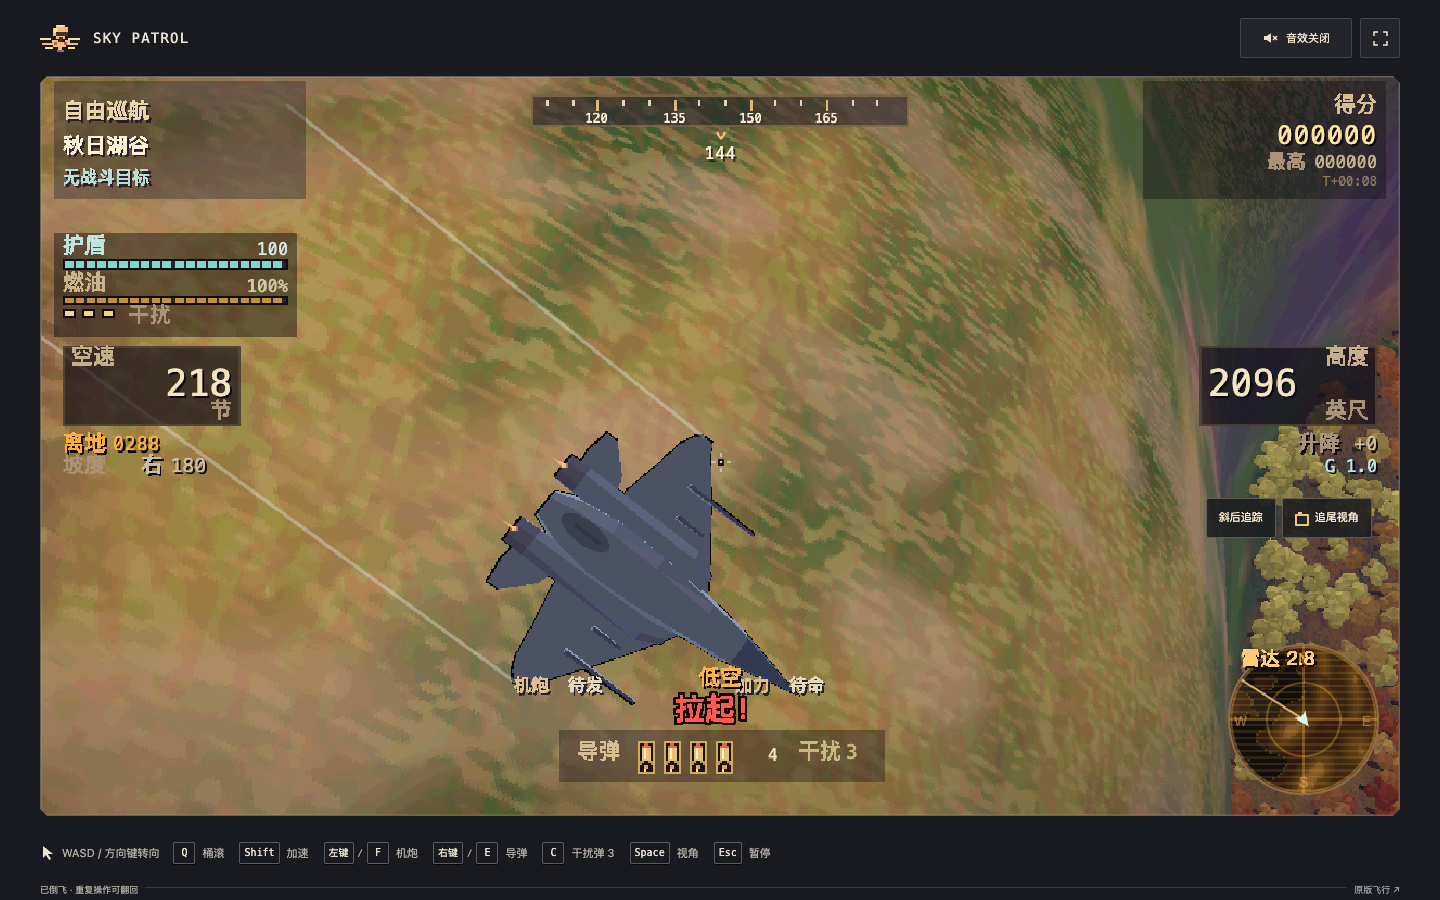 SKY PATROL
音效关闭
自由巡航
秋日湖谷
无战斗目标
120 135 150 165
144
得分
000000
最高 000000
T+00:08
护盾 100
燃油 100%
干扰
空速
218
节
离地 0288
坡度 右 180
高度
2096
英尺
升降 +0
G 1.0
斜后追踪 追尾视角
机炮 待发 低空 加力 待命
拉起!
导弹 4 干扰 3
雷达 2.8
W E
S
WASD / 方向键转向 Q 桶滚 Shift 加速 左键 / F 机炮 右键 / E 导弹 C 干扰弹 3 Space 视角 Esc 暂停
已倒飞 · 重复操作可翻回 原版飞行 ↗